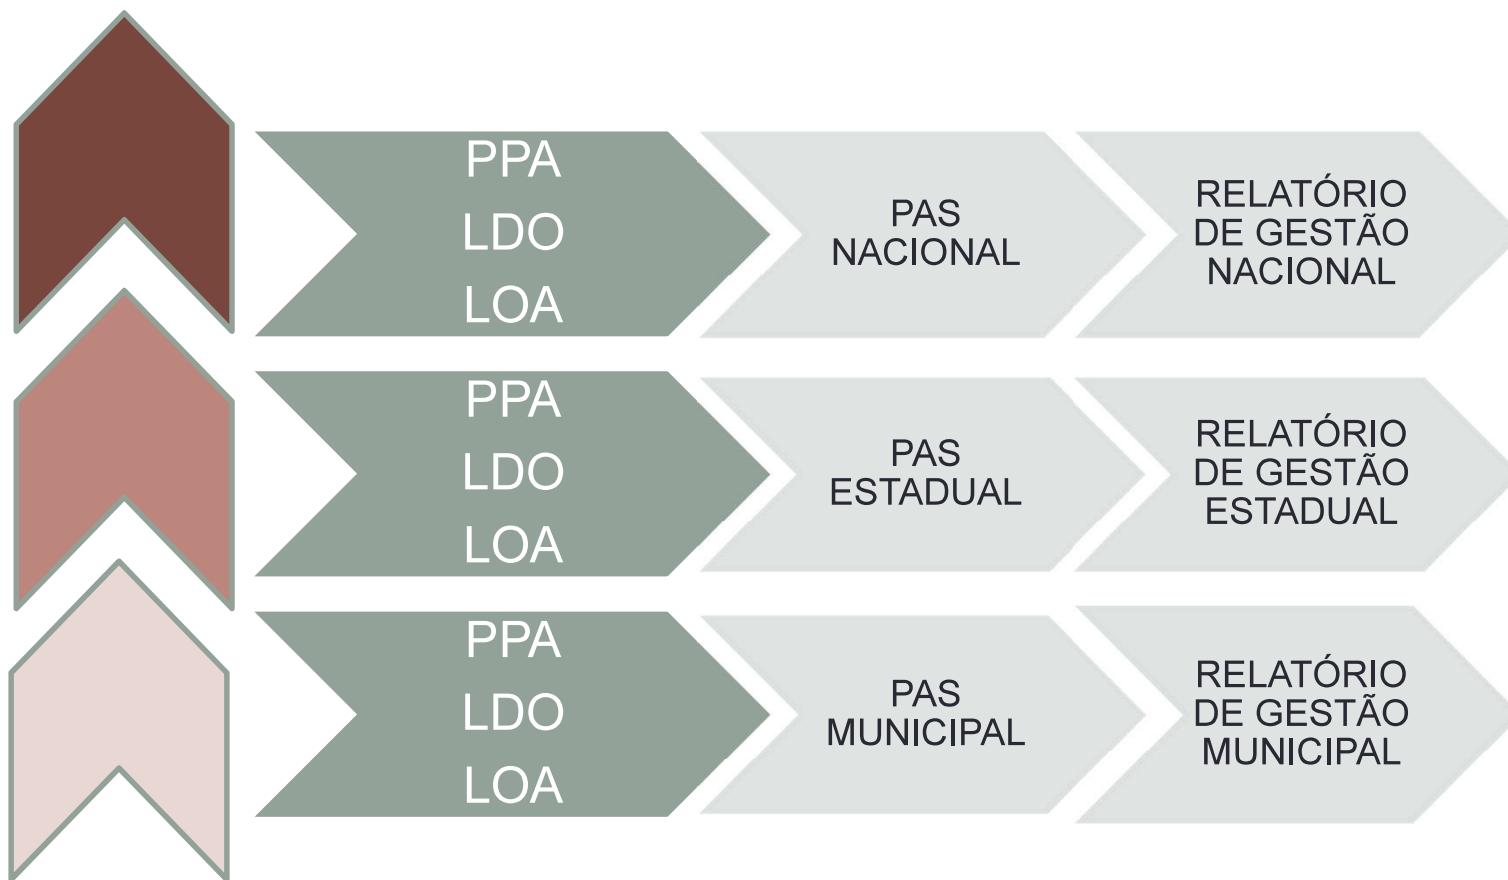 PPA
LDO
LOA
PAS
NACIONAL
RELATÓRIO
DE GESTÃO
NACIONAL
PPA
LDO
LOA
PAS
ESTADUAL
RELATÓRIO
DE GESTÃO
ESTADUAL
PPA
LDO
LOA
PAS
MUNICIPAL
RELATÓRIO
DE GESTÃO
MUNICIPAL